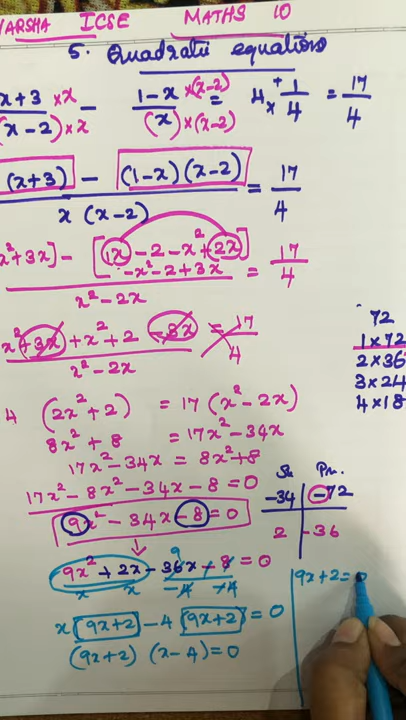 VARSHA ICSE MATHS 10
5. Quadratic equations
x+3 × x / (x-2) × x - 1-x × (x-2) / (x) × (x-2) = 4 × + 1 / 4 = 17/4
(x+3) - (1-x)(x-2) / x (x-2) = 17/4
x² + 3x] - [1x - 2 - x² + 2x] = 17/4
-x² - 2 + 3x
x² - 2x
x² + 3x + x² + 2 - 3x / x² - 2x = 17/4
4 (2x² + 2) = 17 (x² - 2x)
8x² + 8 = 17x² - 34x
17x² - 34x = 8x² + 8
17x² - 8x² - 34x - 8 = 0
9x² - 34x - 8 = 0
9x² + 2x - 36x - 8 = 0
x x 9 -4 -4
x (9x+2) - 4 (9x+2) = 0
(9x+2) (x-4) = 0
72
1 × 72
2 × 36
3 × 24
4 × 18
Su Pro.
-34 -72
2 -36
9x+2=0